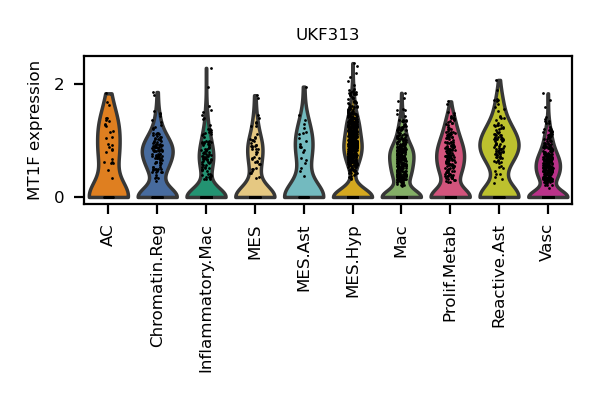 UKF313
MT1F expression
2
0
AC
Chromatin.Reg
Inflammatory.Mac
MES
MES.Ast
MES.Hyp
Mac
Prolif.Metab
Reactive.Ast
Vasc